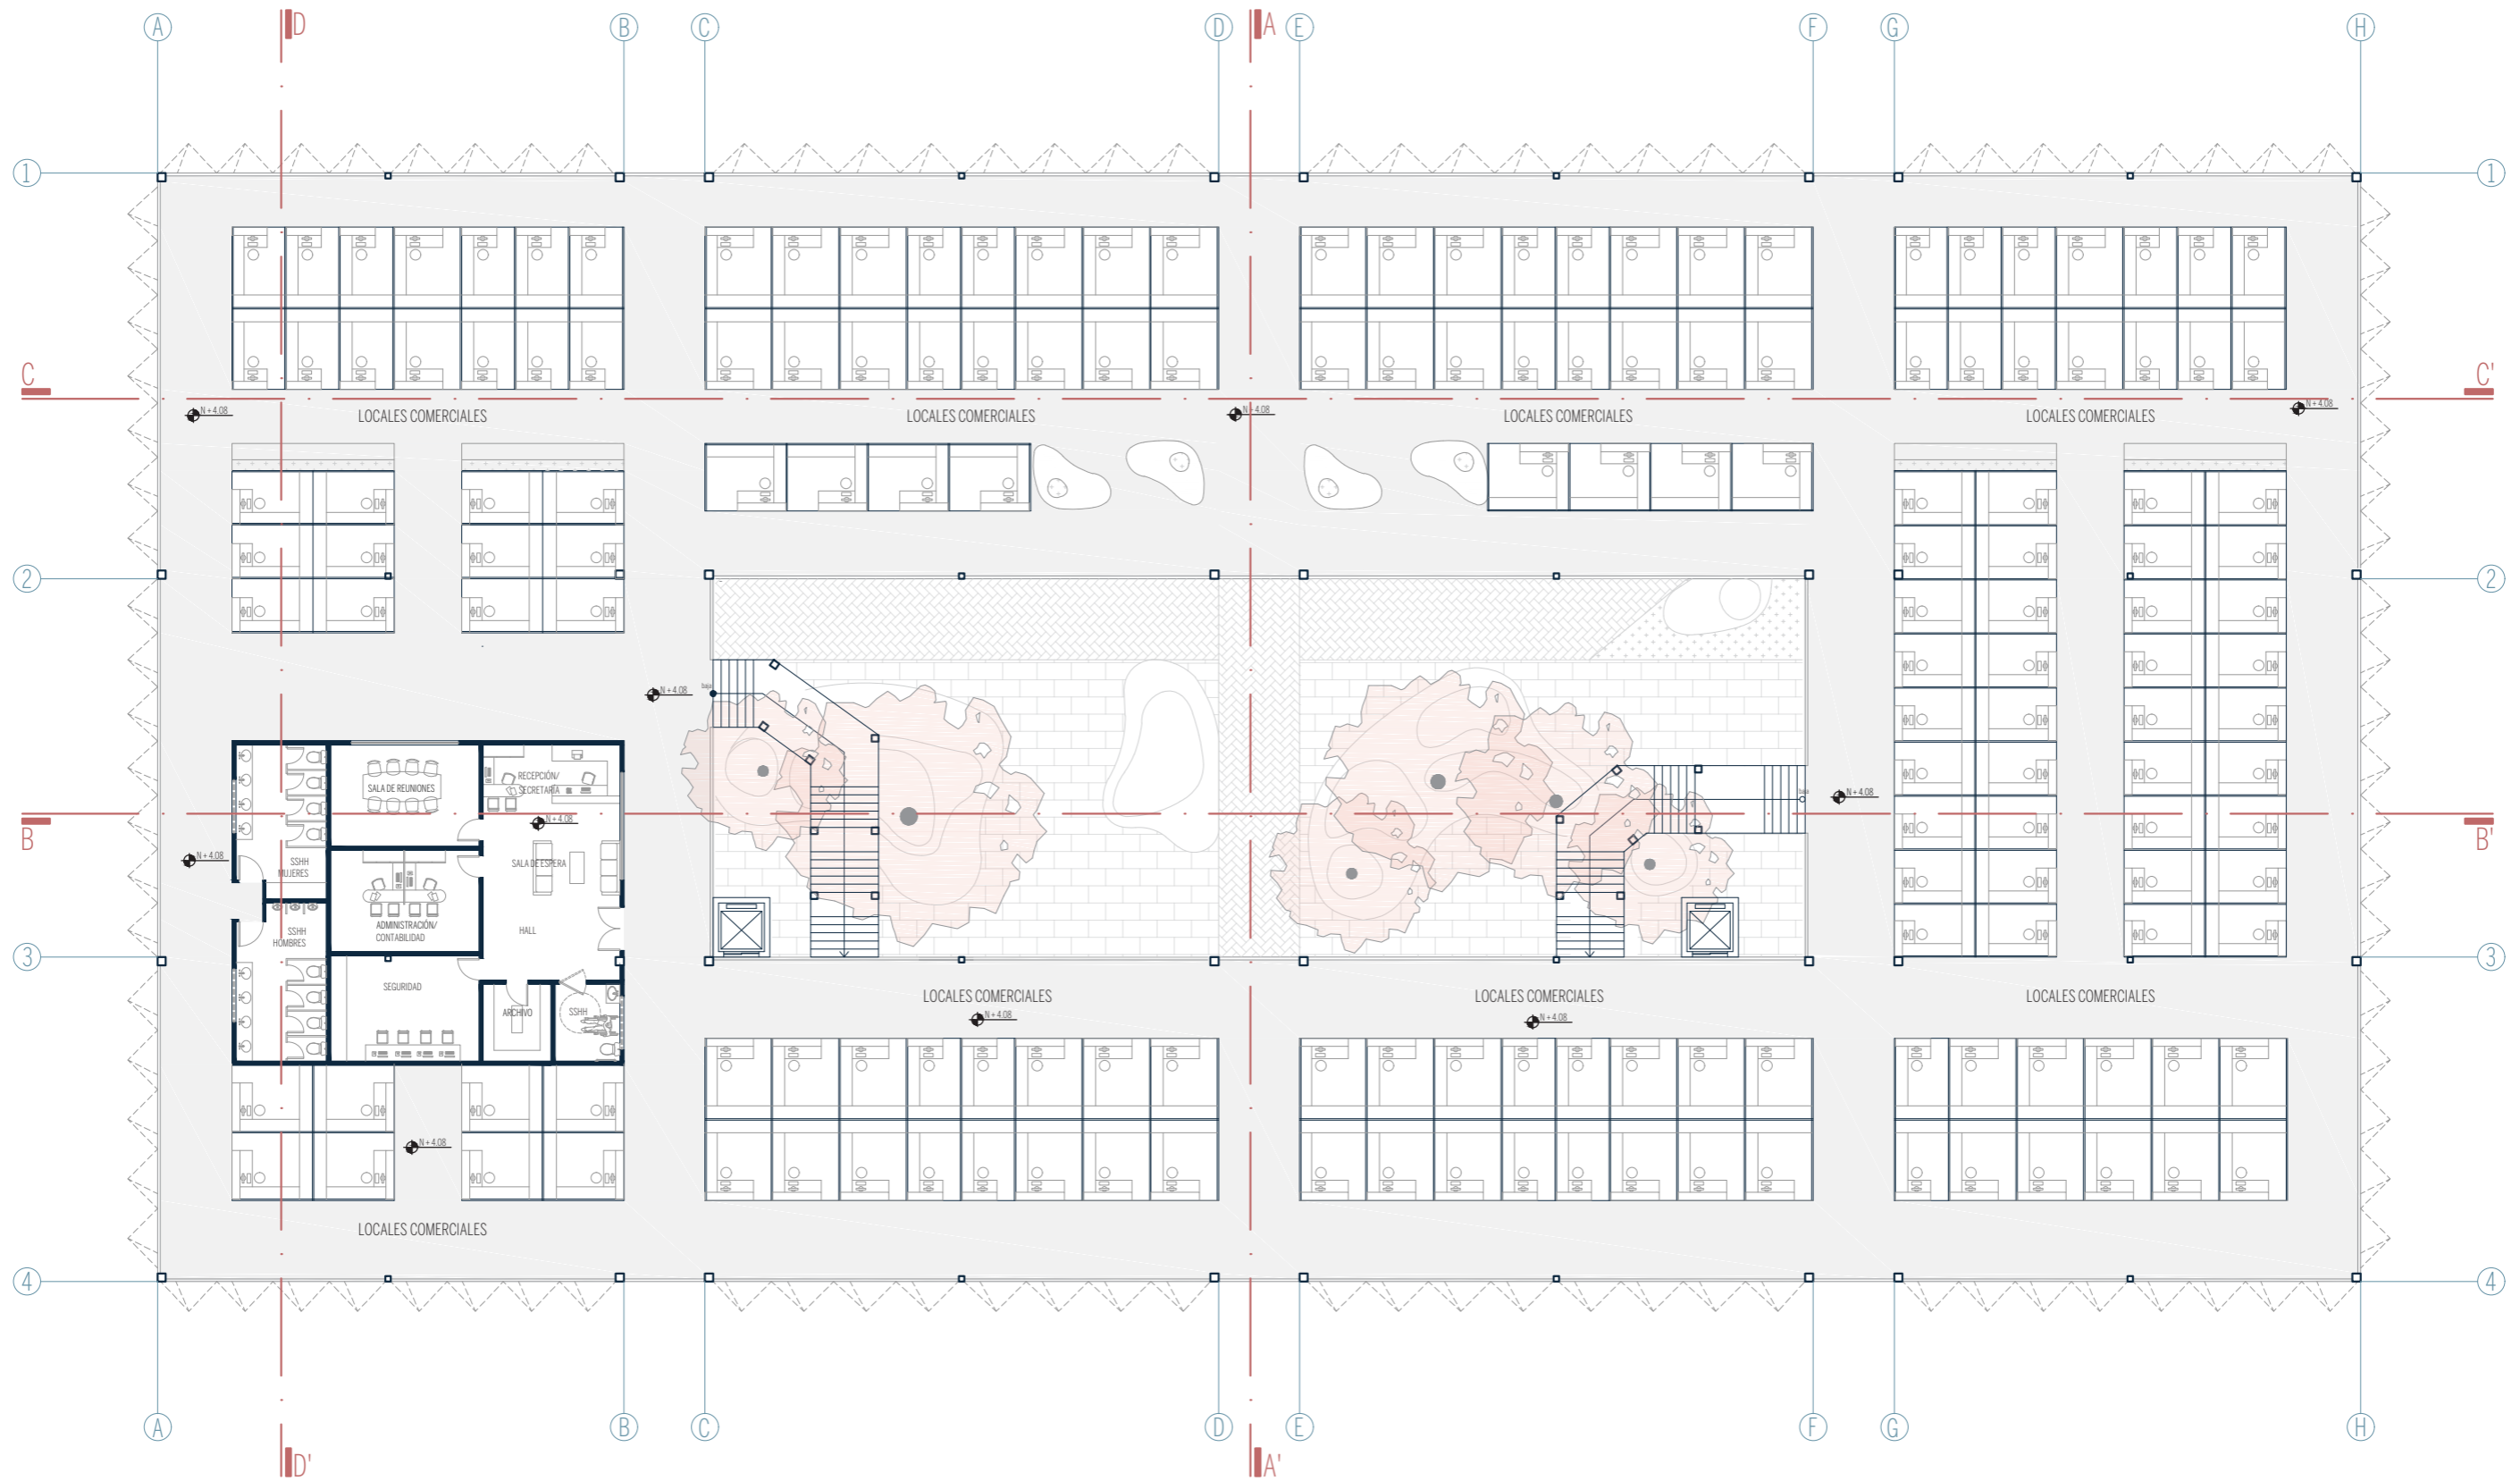 D
A
A
B
C
D
E
F
G
H
1
1
C
C'
N + 4.08
LOCALES COMERCIALES
LOCALES COMERCIALES
N + 4.08
LOCALES COMERCIALES
LOCALES COMERCIALES
N + 4.08
2
2
N + 4.08
baja
RECEPCIÓN/
SECRETARÍA
SALA DE REUNIONES
baja
N + 4.08
N + 4.08
B
B'
N + 4.08
SSHH
MUJERES
SALA DE ESPERA
ADMINISTRACIÓN/
CONTABILIDAD
SSHH
HOMBRES
HALL
3
3
SEGURIDAD
ARCHIVO
SSHH
LOCALES COMERCIALES
LOCALES COMERCIALES
LOCALES COMERCIALES
N + 4.08
N + 4.08
N + 4.08
LOCALES COMERCIALES
4
4
A
B
C
D
E
F
G
H
D'
A'